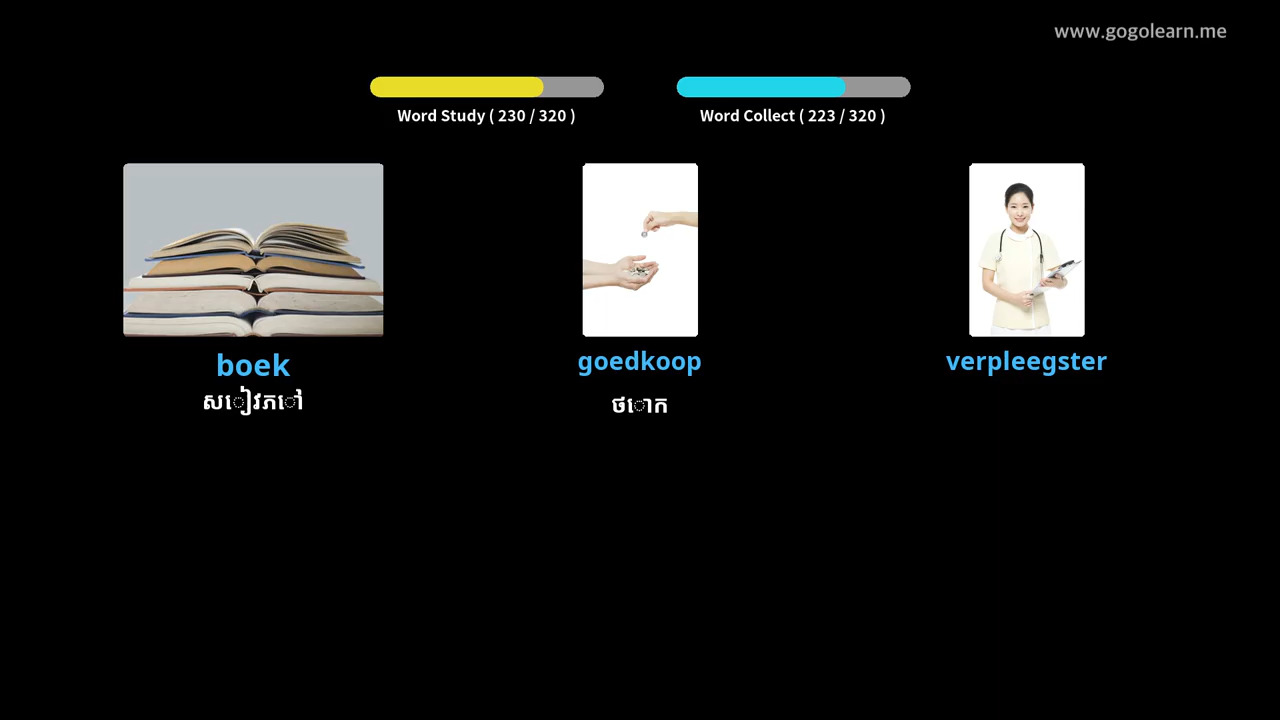 www.gogolearn.me
Word Study ( 230 / 320 )
Word Collect ( 223 / 320 )
boek
goedkoop
verpleegster
សៀវភៅ
ថោក